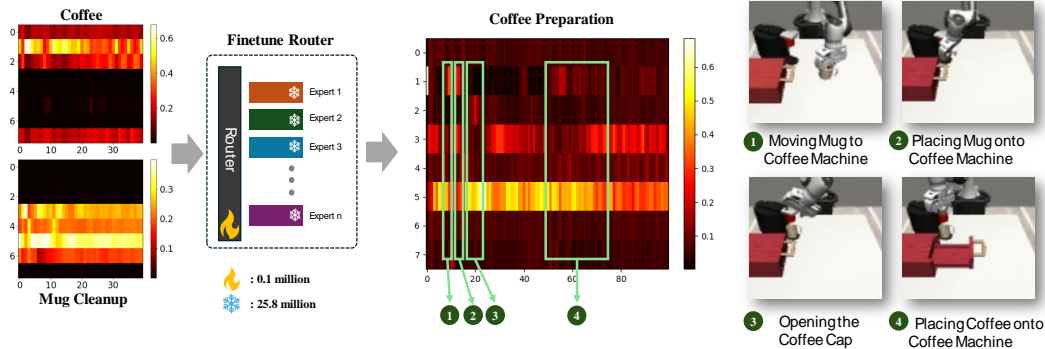 Coffee
0
2
4
6
0.6
0.4
0.2
0
2
4
6
0
20
0.3
0.2
0.1
Mug Cleanup
Finetune Router
Router
Expert 1
Expert 2
Expert 3
Expert n
: 0.1 million
: 25.8 million
Coffee Preparation
0
1
2
3
4
5
6
7
0
20
40
60
80
0.6
0.5
0.4
0.3
0.2
0.1
1
2
3
4
1 Moving Mug to
Coffee Machine
2 Placing Mug onto
Coffee Machine
3 Opening the
Coffee Cap
4 Placing Coffee onto
Coffee Machine